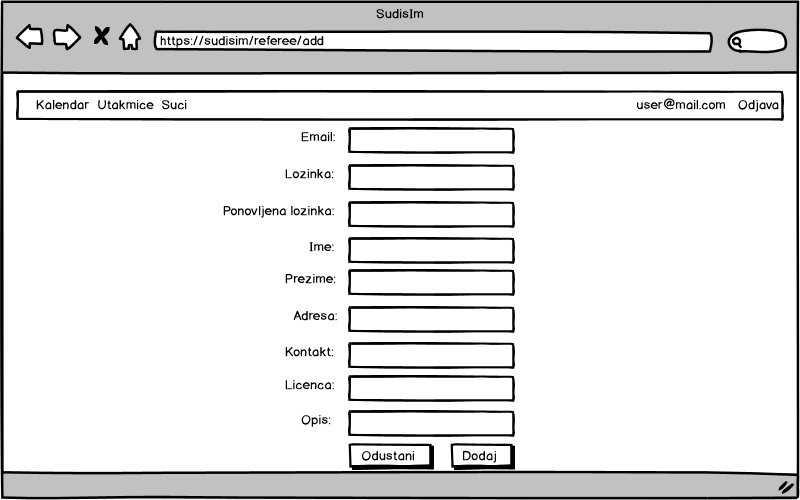 SudisIm
https://sudisim/referee/add
Kalendar Utakmice Suci user@mail.com Odjava
Email:
Lozinka:
Ponovljena lozinka:
Ime:
Prezime:
Adresa:
Kontakt:
Licenca:
Opis:
Odustani Dodaj